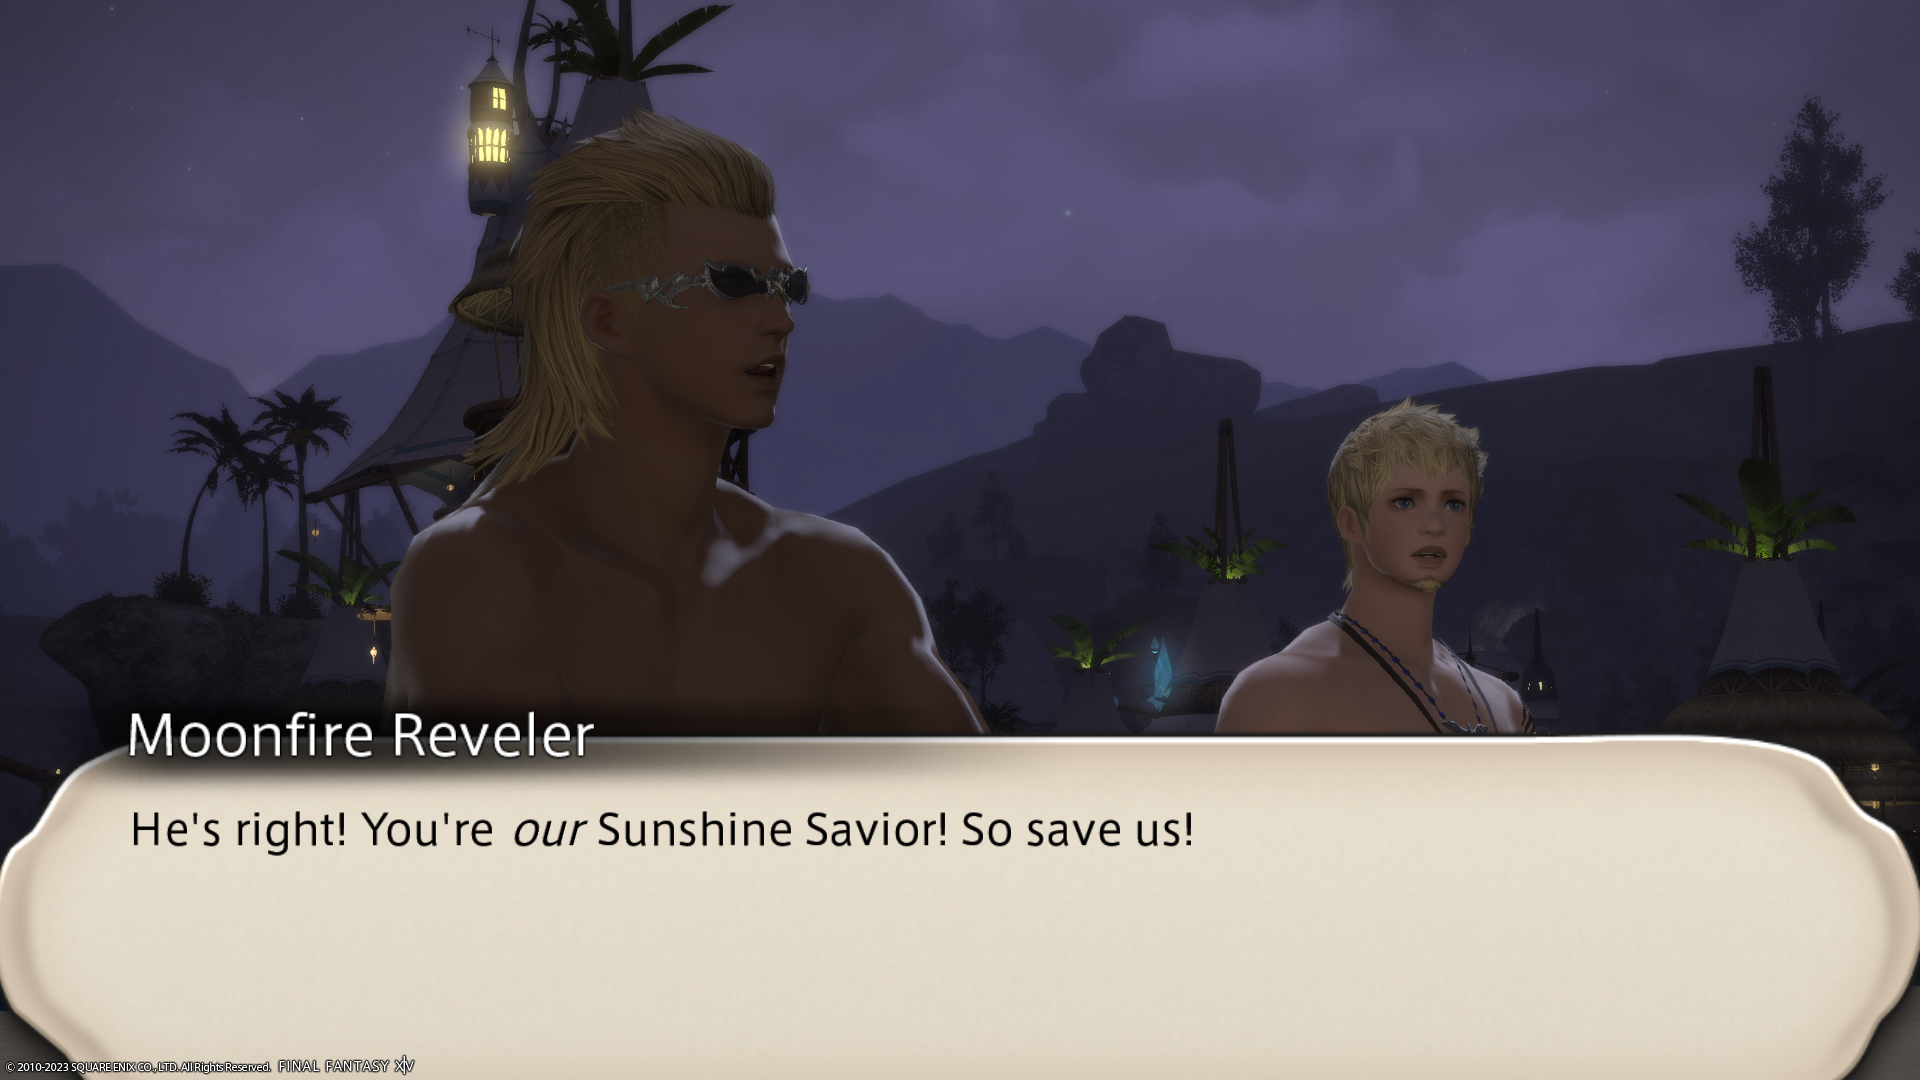 Moonfire Reveler
He's right! You're our Sunshine Savior! So save us!
© 2010-2023 SQUARE ENIX CO., LTD. All Rights Reserved. FINAL FANTASY XIV